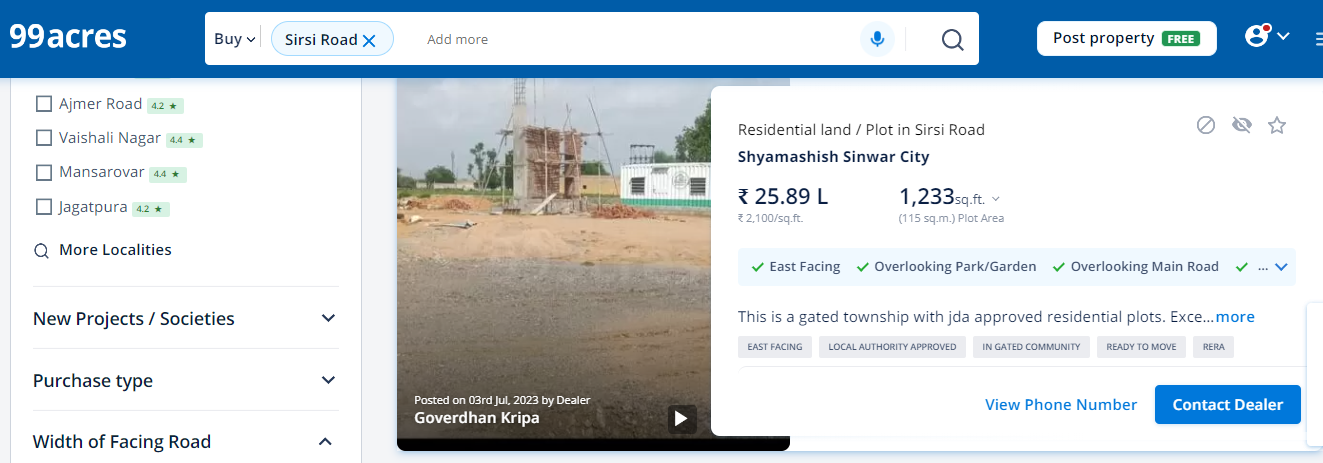 99acres
Buy
Sirsi Road
Add more
Post property FREE
Ajmer Road 4.2 ★
Vaishali Nagar 4.4 ★
Mansarovar 4.4 ★
Jagatpura 4.2 ★
More Localities
New Projects / Societies
Purchase type
Width of Facing Road
Posted on 03rd Jul, 2023 by Dealer
Goverdhan Kripa
Residential land / Plot in Sirsi Road
Shyamashish Sinwar City
₹ 25.89 L
₹ 2,100/sq.ft.
1,233 sq.ft.
(115 sq.m.) Plot Area
East Facing
Overlooking Park/Garden
Overlooking Main Road
...
This is a gated township with jda approved residential plots. Exce...more
EAST FACING
LOCAL AUTHORITY APPROVED
IN GATED COMMUNITY
READY TO MOVE
RERA
View Phone Number
Contact Dealer